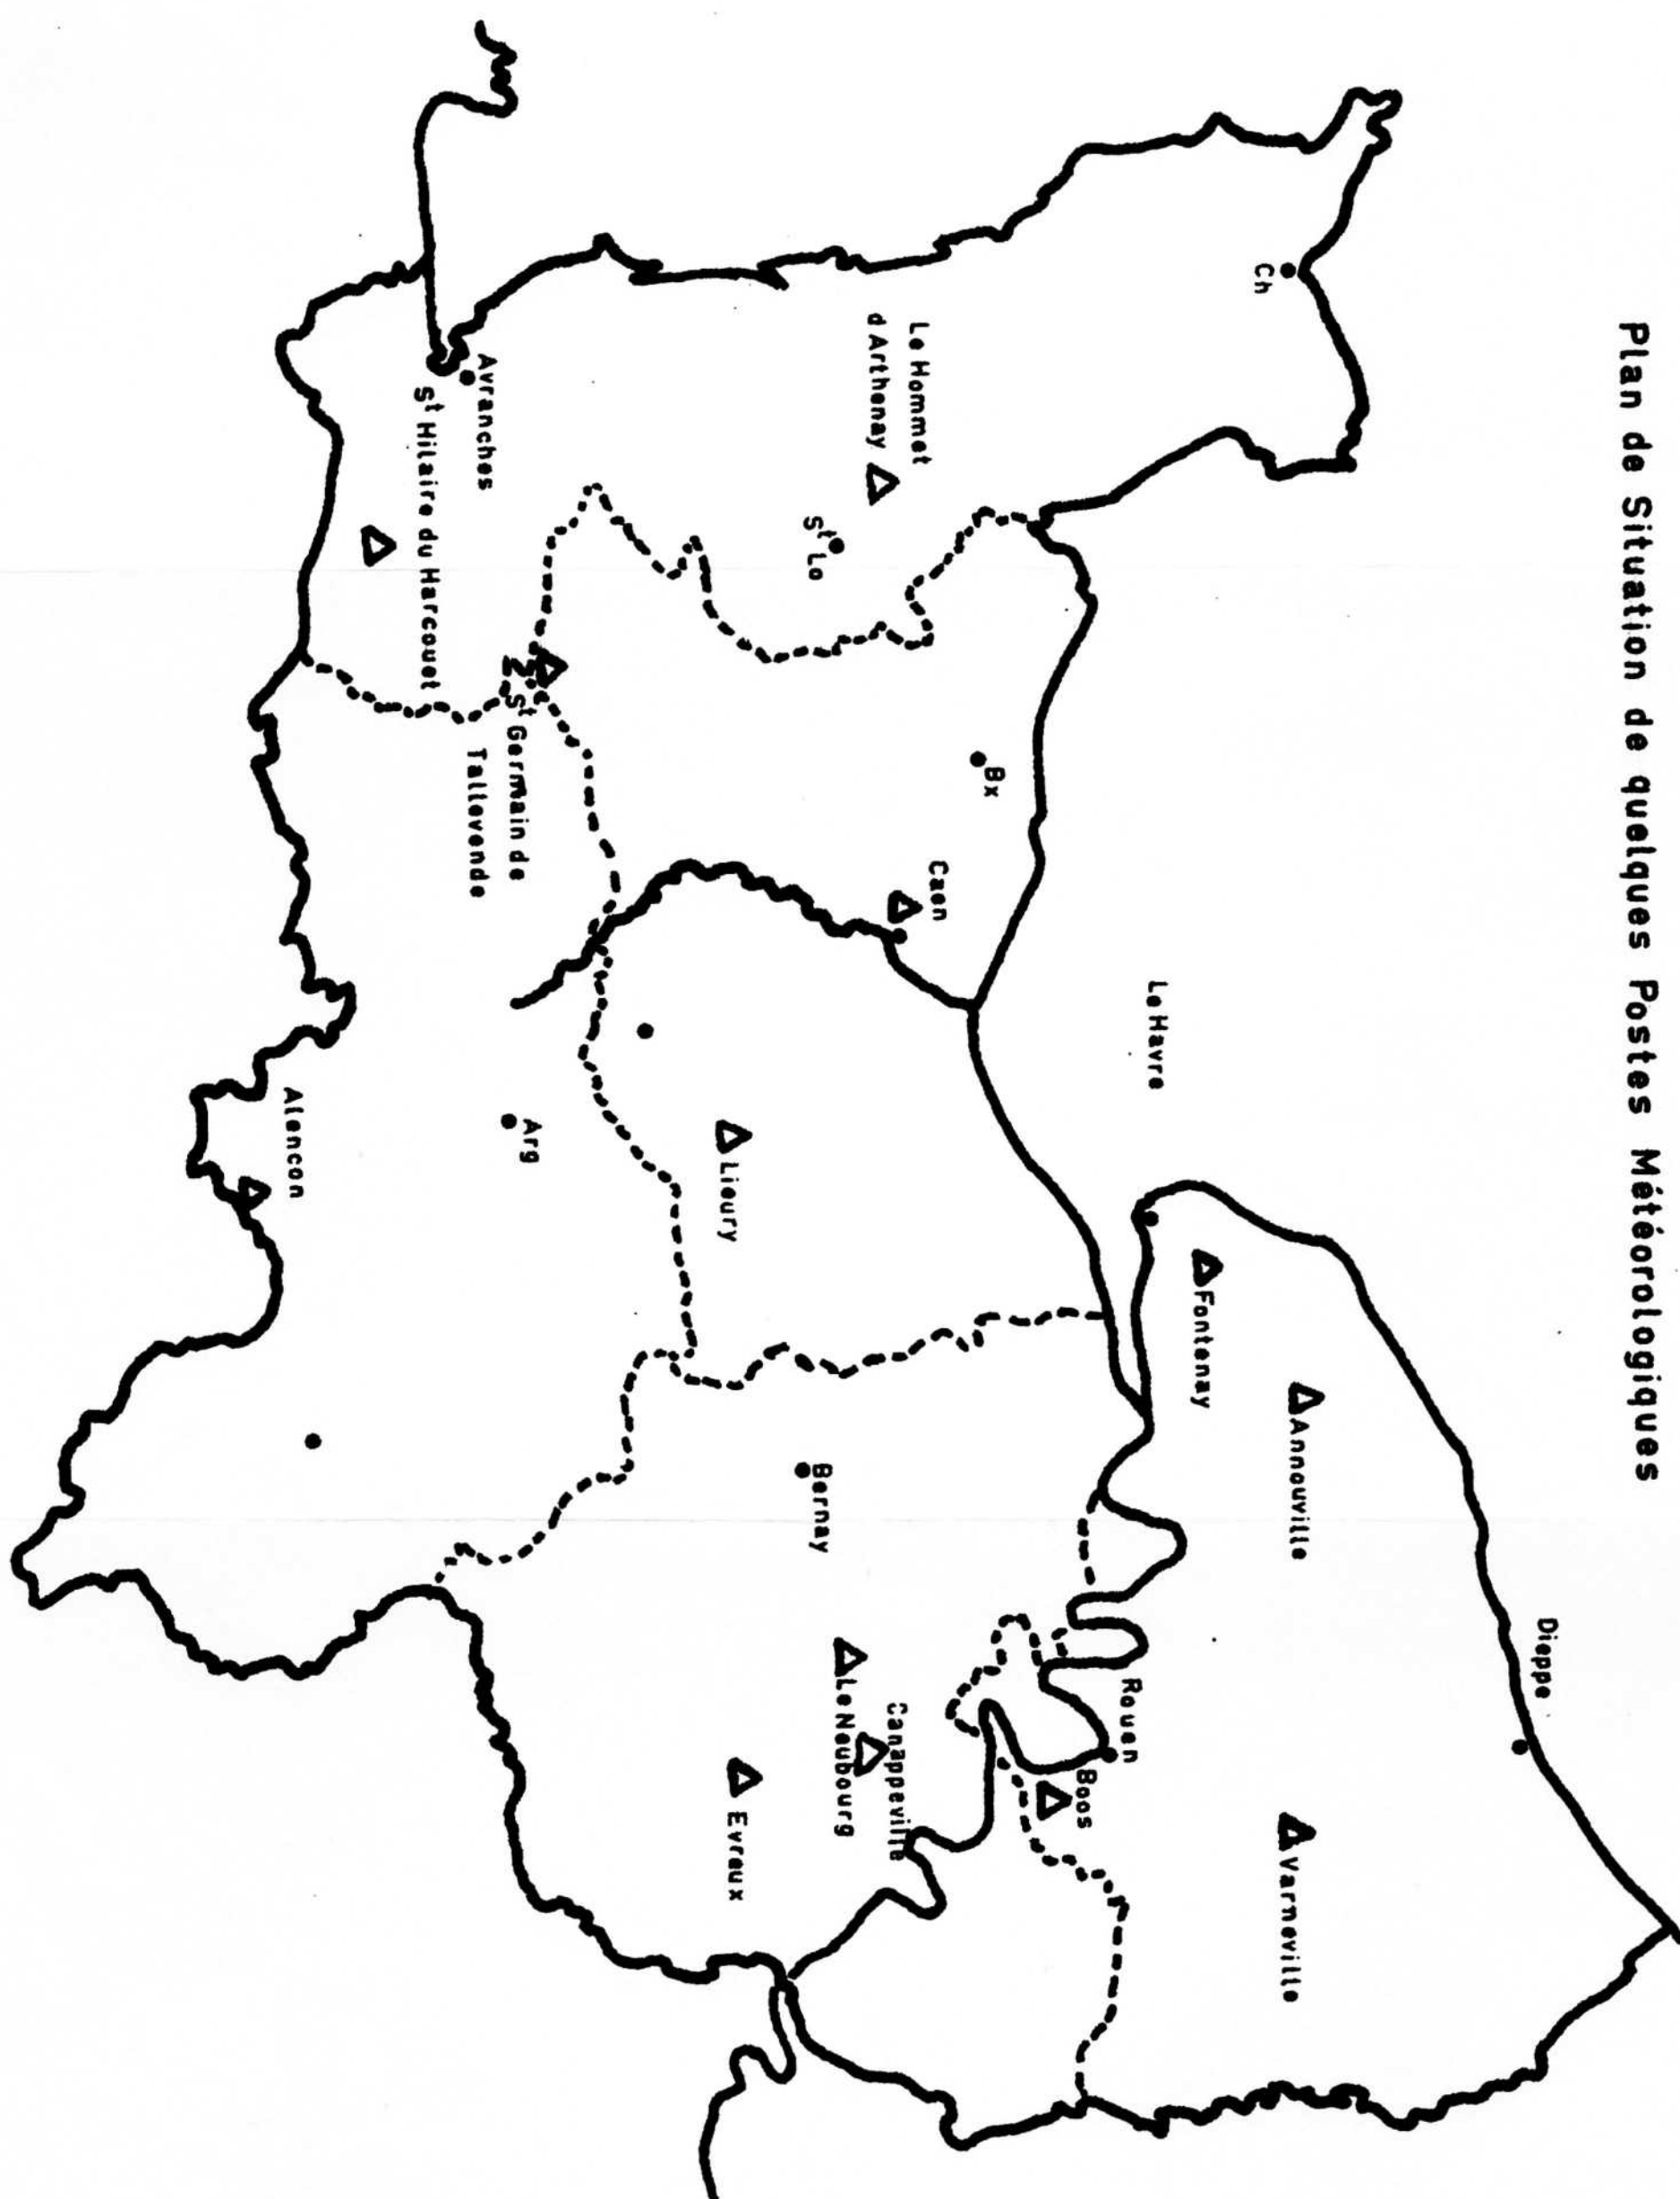 Plan de Situation de quelques Postes Météorologiques
Dieppe
Varneville
Annouville
Fontenay
Le Havre
Ch
Rouen
Boos
Canappeville
Le Neubourg
Evreux
Bernay
Bx
Caen
Le Hommet
d Arthenay
St Lo
Lieury
Arg
Avranches
St Hilaire du Harcouet
St Germain de
Tallevende
Alencon